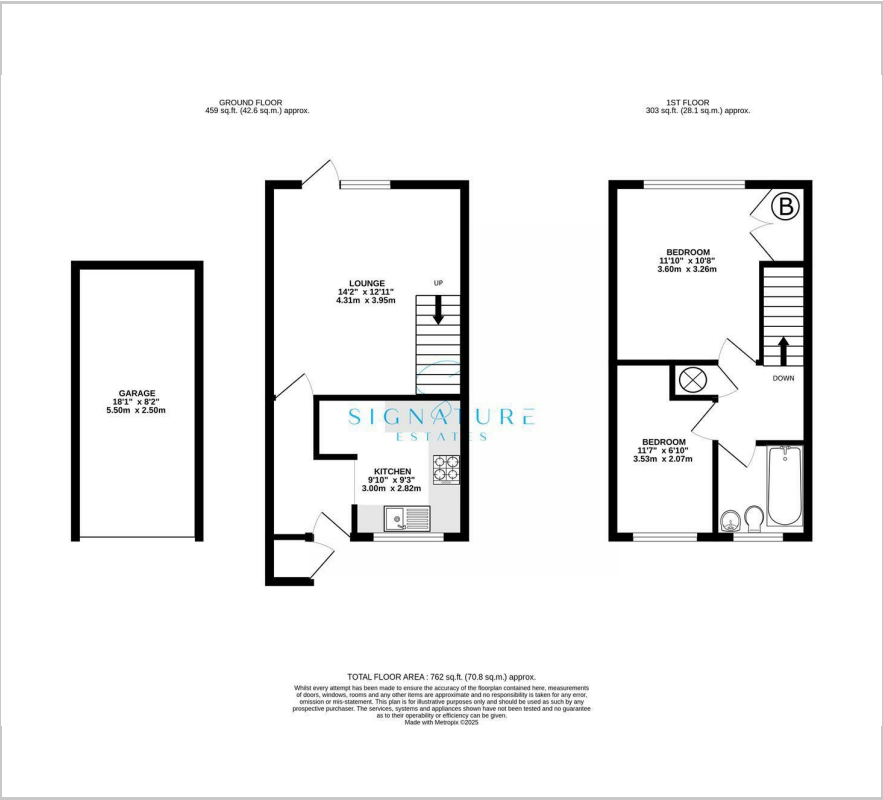 GROUND FLOOR
459 sq.ft. (42.6 sq.m.) approx.
1ST FLOOR
303 sq.ft. (28.1 sq.m.) approx.
B
BEDROOM
11'10" x 10'8"
3.60m x 3.26m
LOUNGE
14'2" x 12'11"
4.31m x 3.95m
UP
DOWN
GARAGE
18'1" x 8'2"
5.50m x 2.50m
SIGNATURE
ESTATES
BEDROOM
11'7" x 6'10"
3.53m x 2.07m
KITCHEN
9'10" x 9'3"
3.00m x 2.82m
TOTAL FLOOR AREA : 762 sq.ft. (70.8 sq.m.) approx.
Whilst every attempt has been made to ensure the accuracy of the floorplan contained here, measurements
of doors, windows, rooms and any other items are approximate and no responsibility is taken for any error,
omission or mis-statement. This plan is for illustrative purposes only and should be used as such by any
prospective purchaser. The services, systems and appliances shown have not been tested and no guarantee
as to their operability or efficiency can be given.
Made with Metropix ©2025